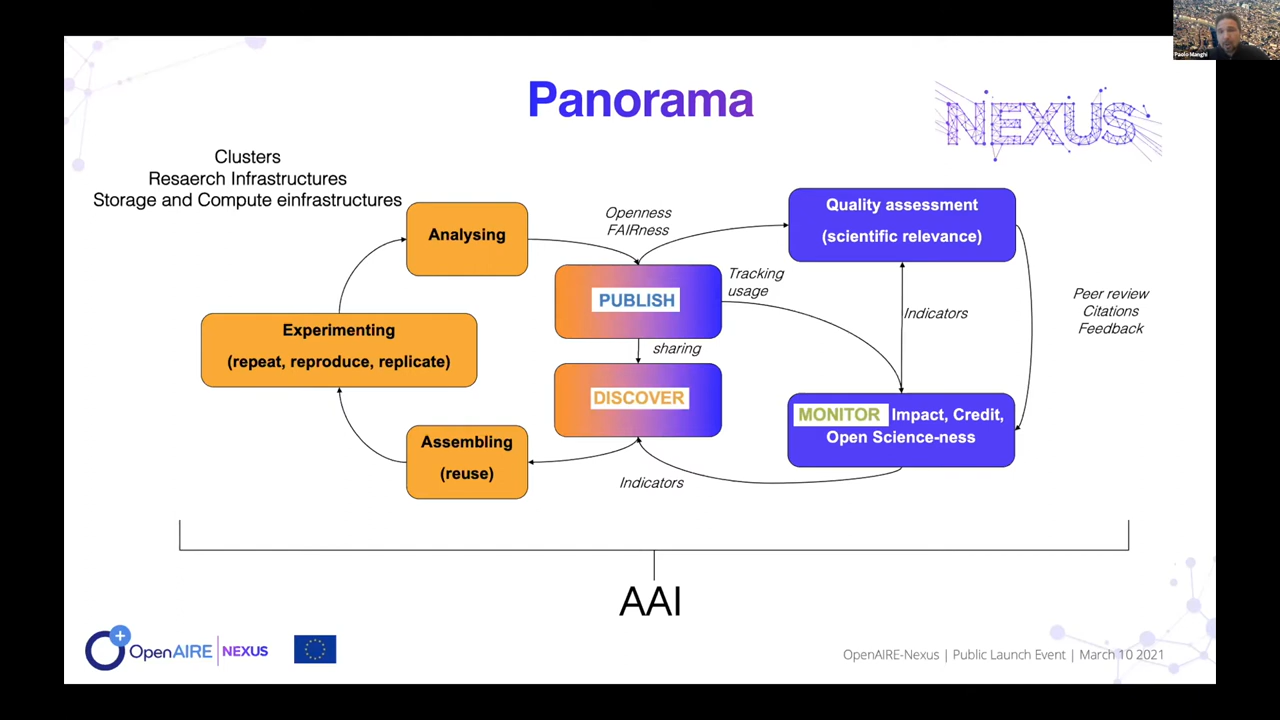 Paolo Manghi
Panorama
NEXUS
Clusters
Resaerch Infrastructures
Storage and Compute einfrastructures
Analysing
Openness
FAIRness
Quality assessment
(scientific relevance)
PUBLISH
Tracking
usage
Indicators
Peer review
Citations
Feedback
Experimenting
(repeat, reproduce, replicate)
sharing
DISCOVER
MONITOR Impact, Credit,
Open Science-ness
Assembling
(reuse)
Indicators
AAI
OpenAIRE | NEXUS
OpenAIRE-Nexus | Public Launch Event | March 10 2021